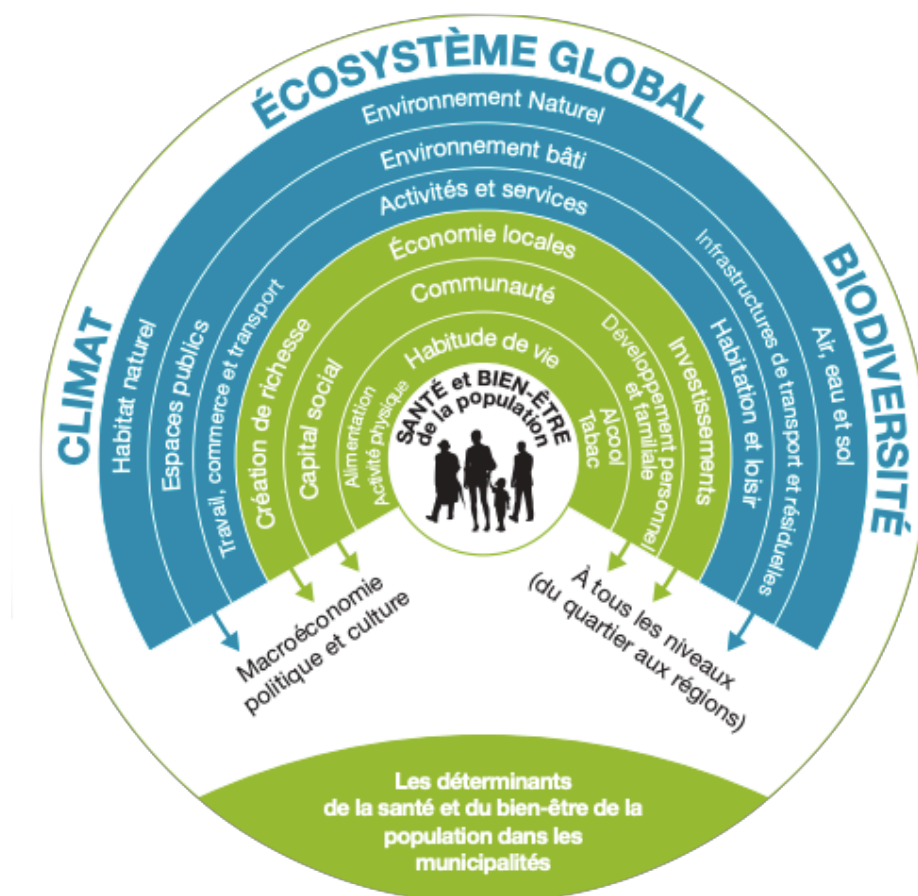 ÉCOSYSTÈME GLOBAL
CLIMAT
BIODIVERSITÉ
Environnement Naturel
Habitat naturel
Air, eau et sol
Environnement bâti
Espaces publics
Infrastructures de transport et résiduelles
Activités et services
Travail, commerce et transport
Habitation et loisir
Économie locales
Création de richesse
Investissements
Communauté
Capital social
Développement personnel
et familiale
Habitude de vie
Alimentation
Activité physique
Alcool
Tabac
SANTÉ et BIEN-ÊTRE
de la population
Macroéconomie
politique et culture
À tous les niveaux
(du quartier aux régions)
Les déterminants
de la santé et du bien-être de la
population dans les
municipalités